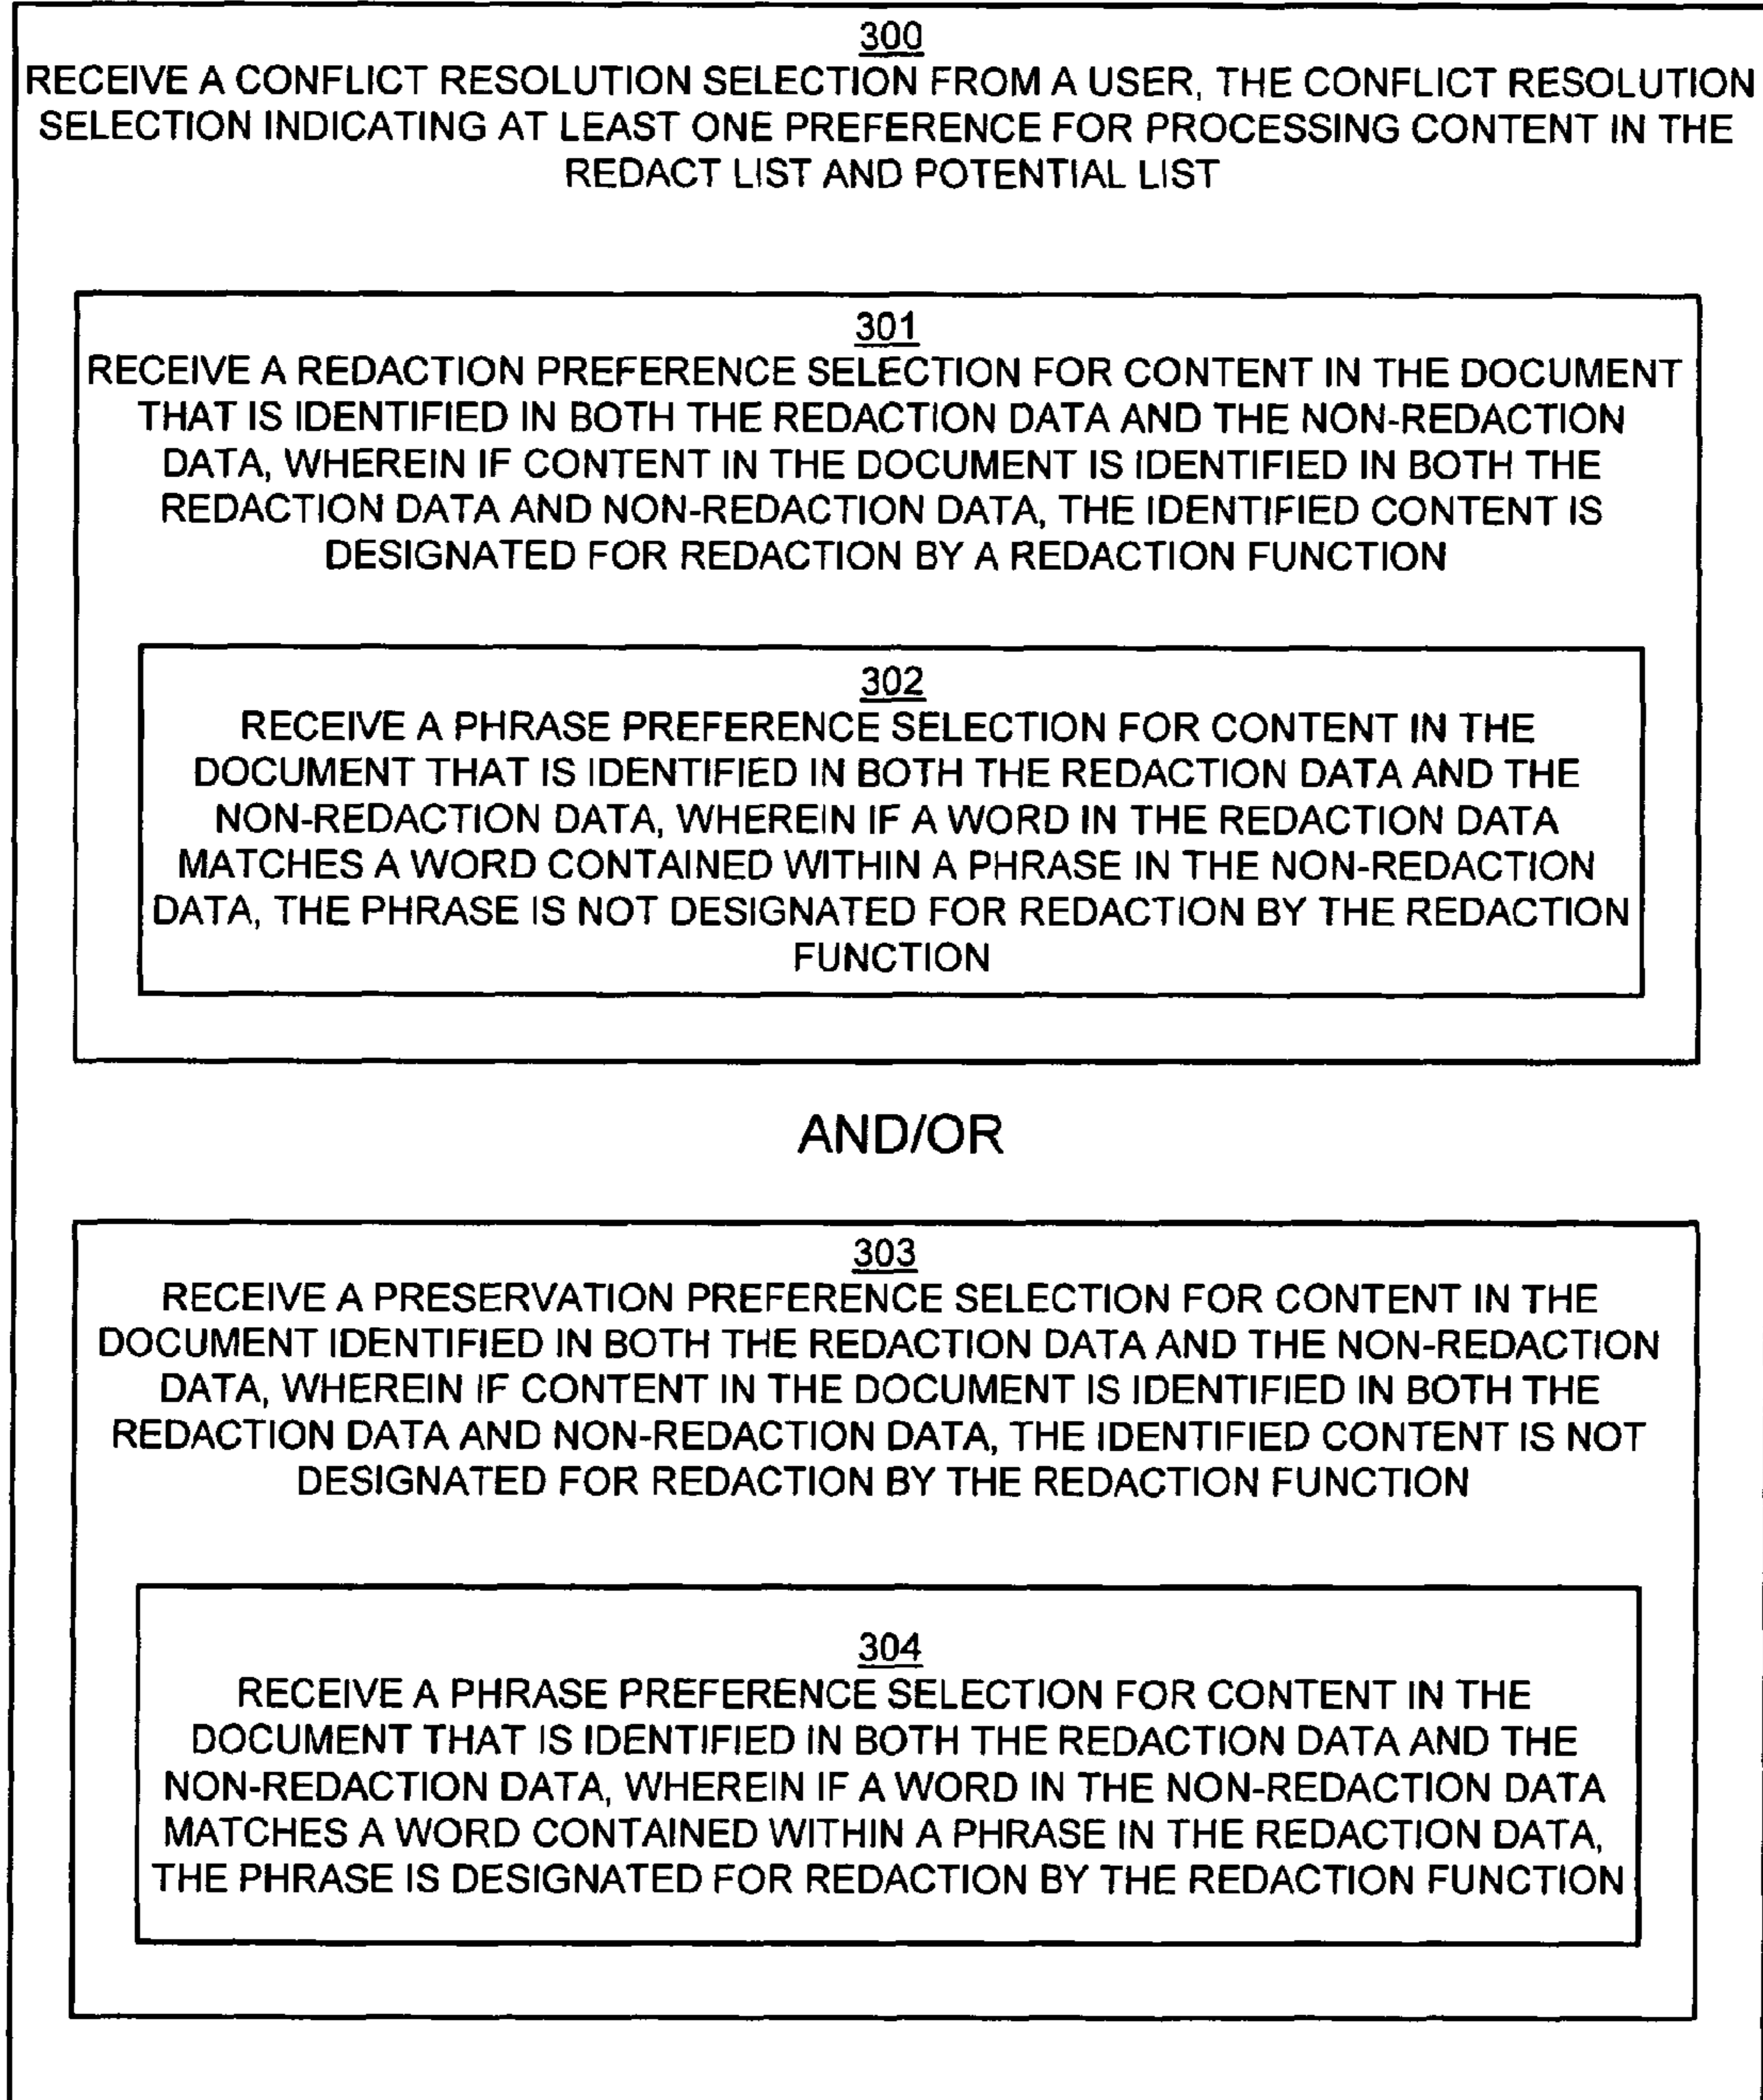 300
RECEIVE A CONFLICT RESOLUTION SELECTION FROM A USER, THE CONFLICT RESOLUTION
SELECTION INDICATING AT LEAST ONE PREFERENCE FOR PROCESSING CONTENT IN THE
REDACT LIST AND POTENTIAL LIST
301
RECEIVE A REDACTION PREFERENCE SELECTION FOR CONTENT IN THE DOCUMENT
THAT IS IDENTIFIED IN BOTH THE REDACTION DATA AND THE NON-REDACTION
DATA, WHEREIN IF CONTENT IN THE DOCUMENT IS IDENTIFIED IN BOTH THE
REDACTION DATA AND NON-REDACTION DATA, THE IDENTIFIED CONTENT IS
DESIGNATED FOR REDACTION BY A REDACTION FUNCTION
302
RECEIVE A PHRASE PREFERENCE SELECTION FOR CONTENT IN THE
DOCUMENT THAT IS IDENTIFIED IN BOTH THE REDACTION DATA AND THE
NON-REDACTION DATA, WHEREIN IF A WORD IN THE REDACTION DATA
MATCHES A WORD CONTAINED WITHIN A PHRASE IN THE NON-REDACTION
DATA, THE PHRASE IS NOT DESIGNATED FOR REDACTION BY THE REDACTION
FUNCTION
AND/OR
303
RECEIVE A PRESERVATION PREFERENCE SELECTION FOR CONTENT IN THE
DOCUMENT IDENTIFIED IN BOTH THE REDACTION DATA AND THE NON-REDACTION
DATA, WHEREIN IF CONTENT IN THE DOCUMENT IS IDENTIFIED IN BOTH THE
REDACTION DATA AND NON-REDACTION DATA, THE IDENTIFIED CONTENT IS NOT
DESIGNATED FOR REDACTION BY THE REDACTION FUNCTION
304
RECEIVE A PHRASE PREFERENCE SELECTION FOR CONTENT IN THE
DOCUMENT THAT IS IDENTIFIED IN BOTH THE REDACTION DATA AND THE
NON-REDACTION DATA, WHEREIN IF A WORD IN THE NON-REDACTION DATA
MATCHES A WORD CONTAINED WITHIN A PHRASE IN THE REDACTION DATA,
THE PHRASE IS DESIGNATED FOR REDACTION BY THE REDACTION FUNCTION